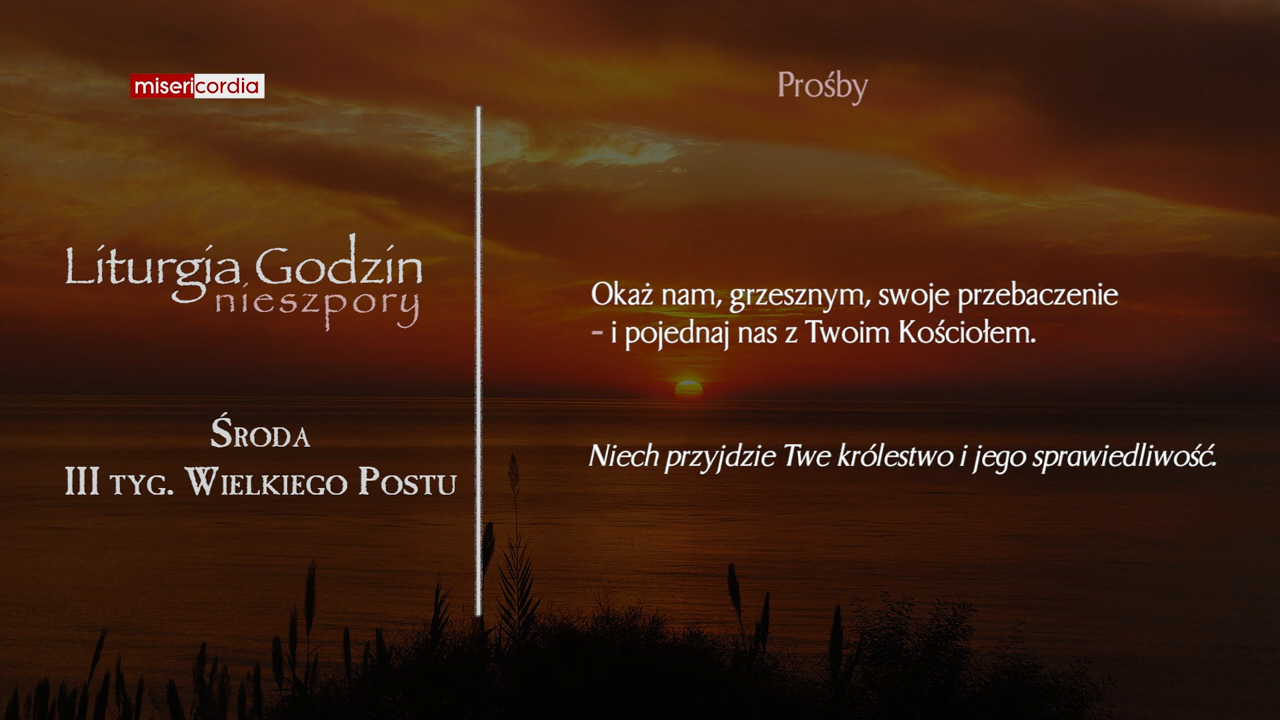 misericordia
Prośby
Liturgia Godzin
nieszpory
Okaż nam, grzesznym, swoje przebaczenie
- i pojednaj nas z Twoim Kościołem.
Środa
III tyg. Wielkiego Postu
Niech przyjdzie Twe królestwo i jego sprawiedliwość.